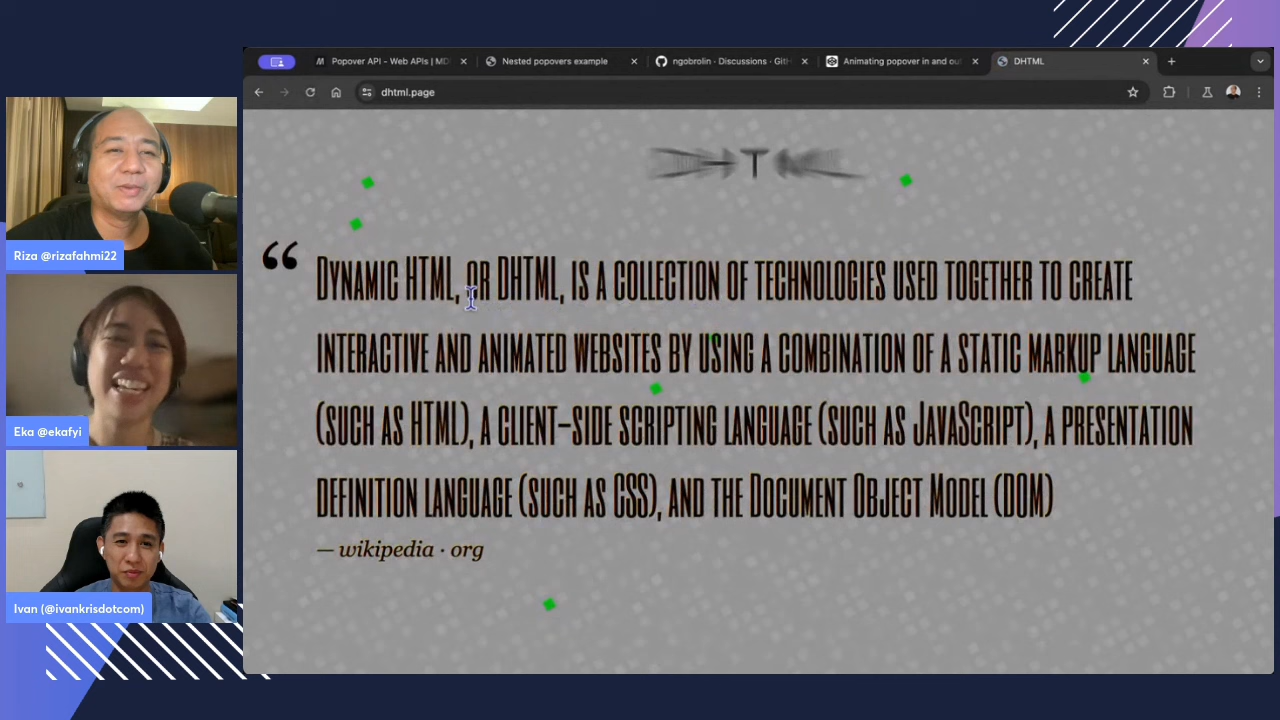 Popover API - Web APIs | MD
Nested popovers example
ngobrolin · Discussions · Git
Animating popover in and ou
DHTML
dhtml.page
T
“ Dynamic HTML, or DHTML, is a collection of technologies used together to create
interactive and animated websites by using a combination of a static markup language
(such as HTML), a client-side scripting language (such as JavaScript), a presentation
definition language (such as CSS), and the Document Object Model (DOM)
— wikipedia · org
Riza @rizafahmi22
Eka @ekafyi
Ivan (@ivankrisdotcom)